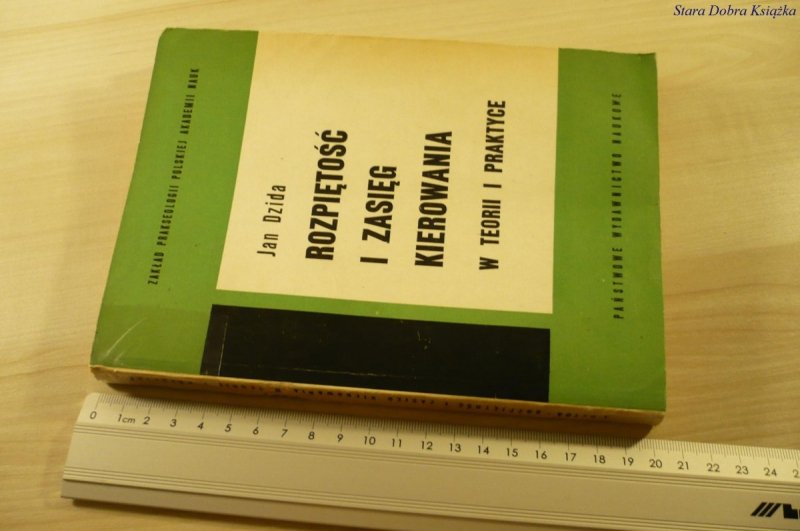 Stara Dobra Książka
ZAKŁAD PRAKSEOLOGII POLSKIEJ AKADEMII NAUK
Jan Dzida
ROZPIĘTOŚĆ
I ZASIĘG
KIEROWANIA
W TEORII I PRAKTYCE
PAŃSTWOWE WYDAWNICTWO NAUKOWE
0 1cm 2 3 4 5 6 7 8 9 10 11 12 13 14 15 16 17 18 19 20 21 22 23 24